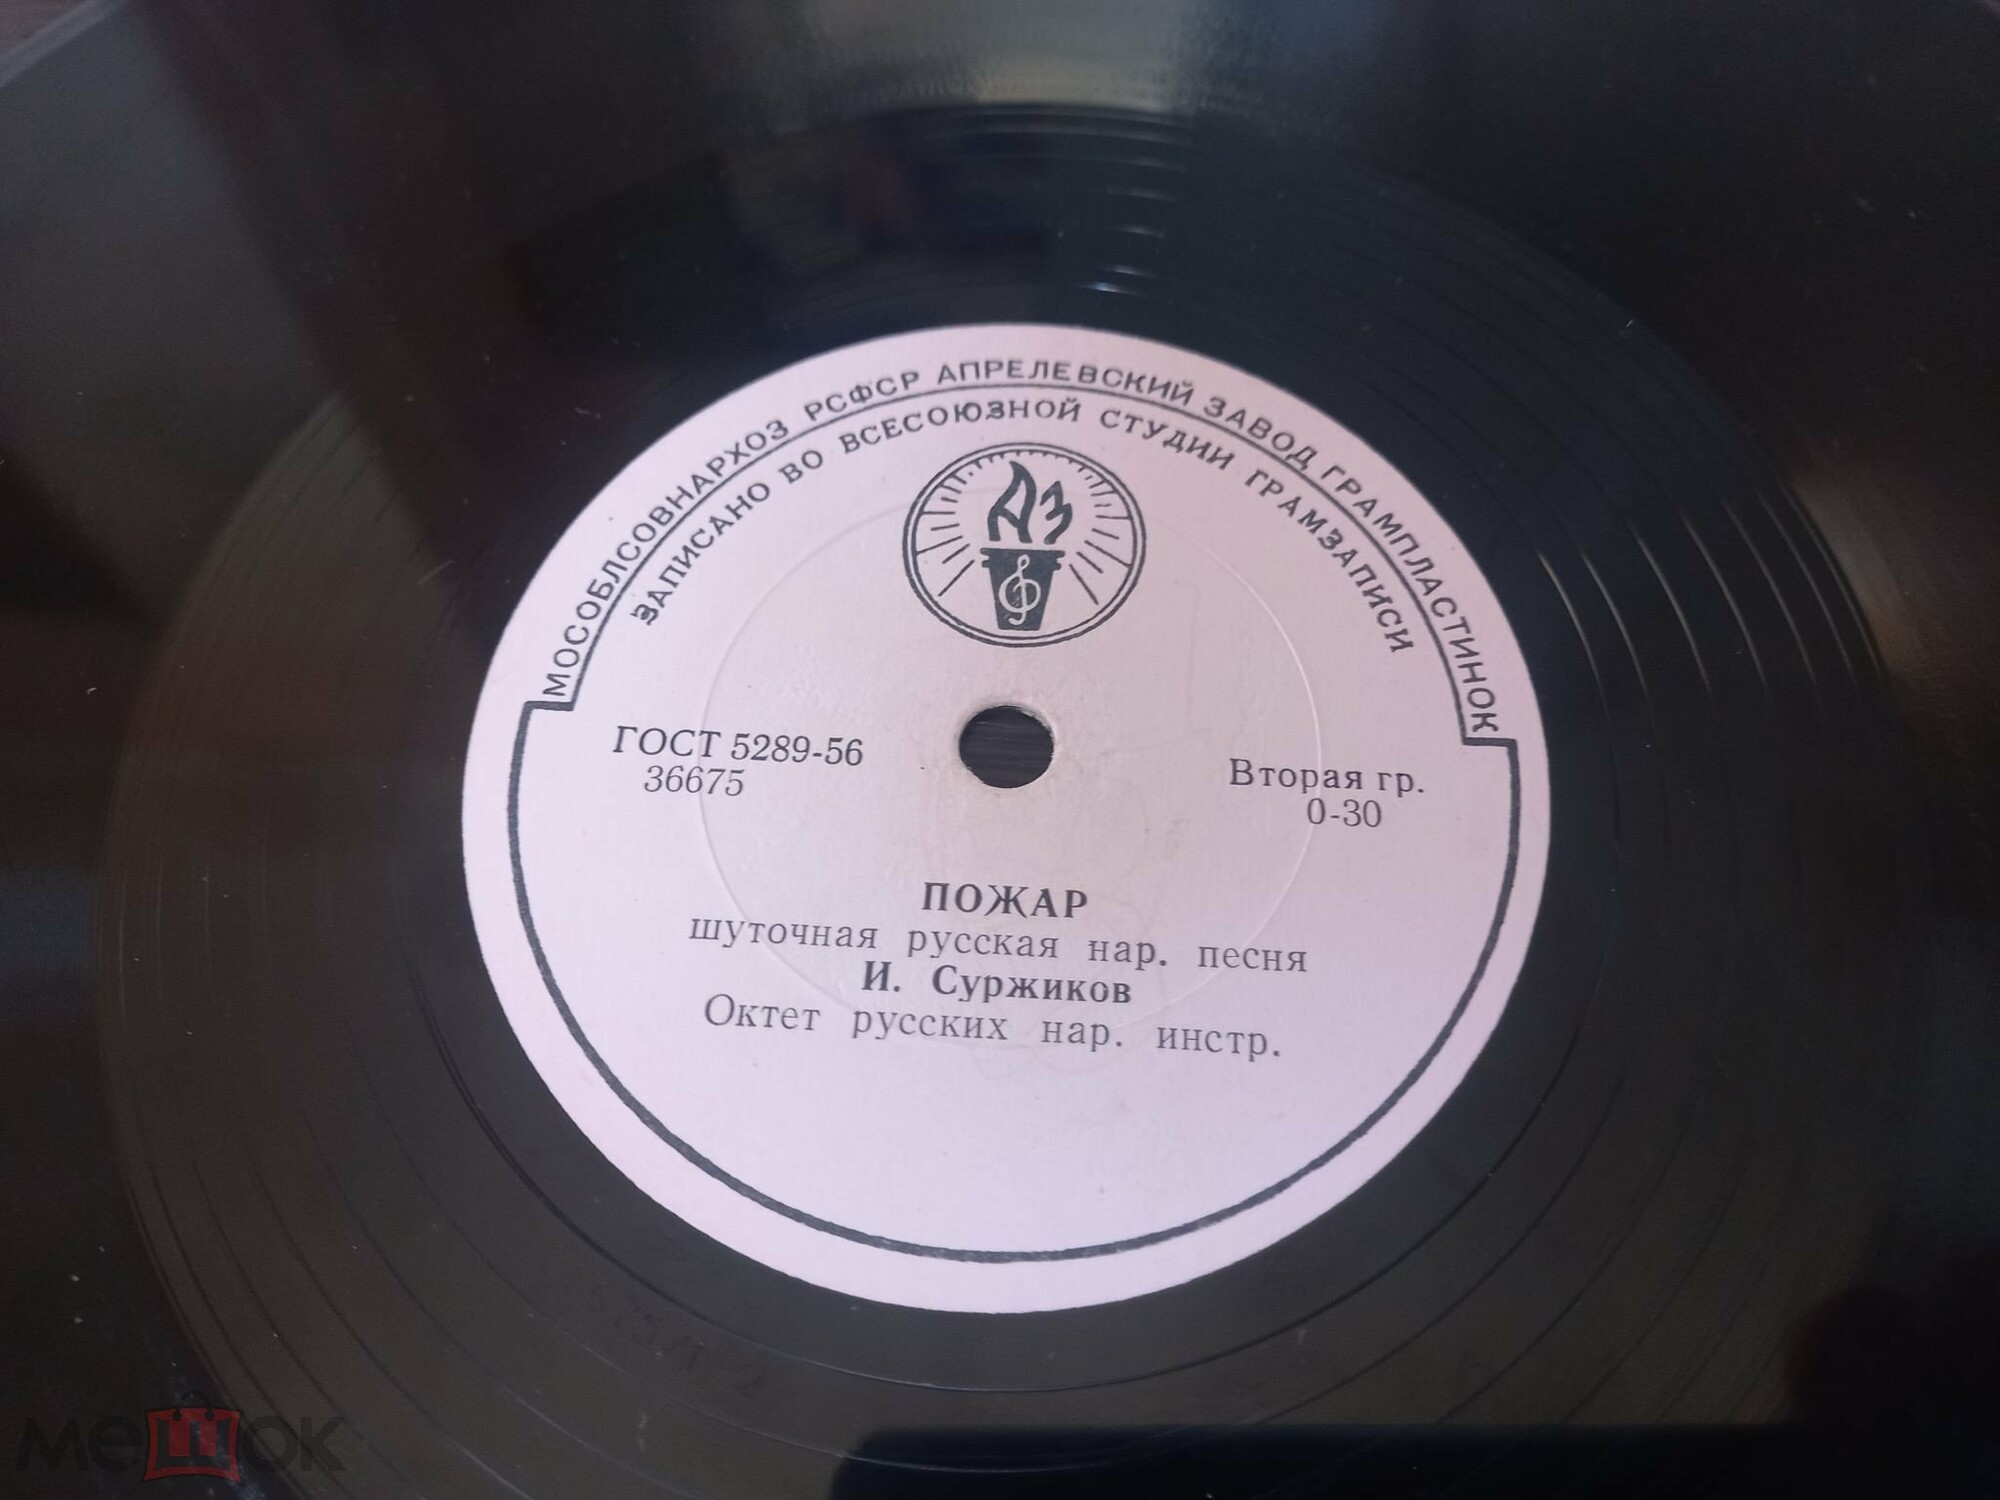 МОСОБЛСОВНАРХОЗ РСФСР АПРЕЛЕВСКИЙ ЗАВОД ГРАМПЛАСТИНОК
ЗАПИСАНО ВО ВСЕСОЮЗНОЙ СТУДИИ ГРАМЗАПИСИ
АЗ
ГОСТ 5289-56
36675
Вторая гр.
0-30
ПОЖАР
шуточная русская нар. песня
И. Суржиков
Октет русских нар. инстр.
мешок